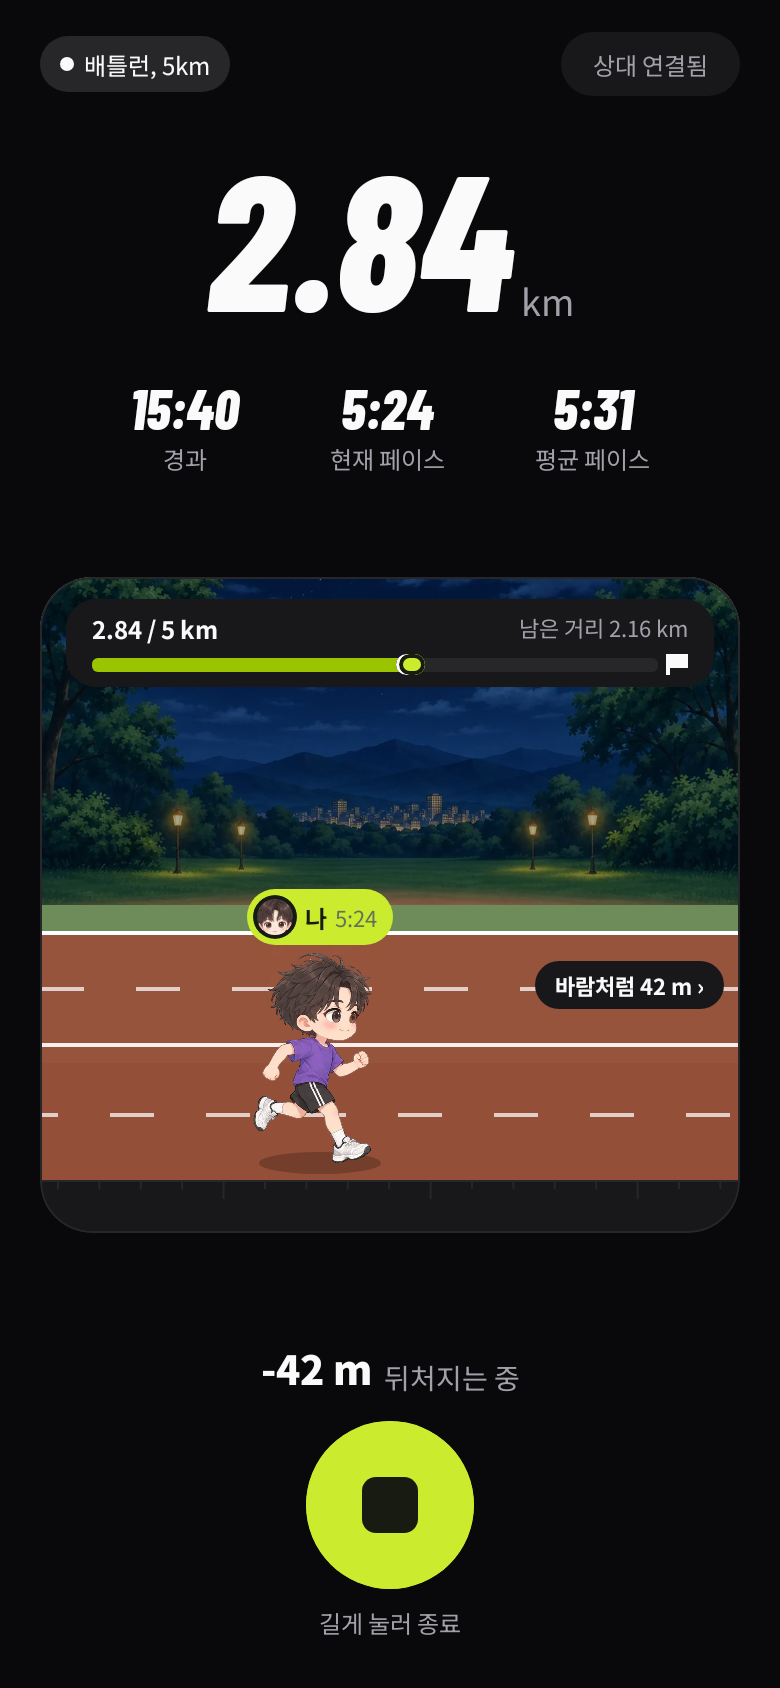 배틀런, 5km
상대 연결됨
2.84 km
15:40 5:24 5:31
경과 현재 페이스 평균 페이스
2.84 / 5 km 남은 거리 2.16 km
나 5:24
바람처럼 42 m ›
-42 m 뒤처지는 중
길게 눌러 종료